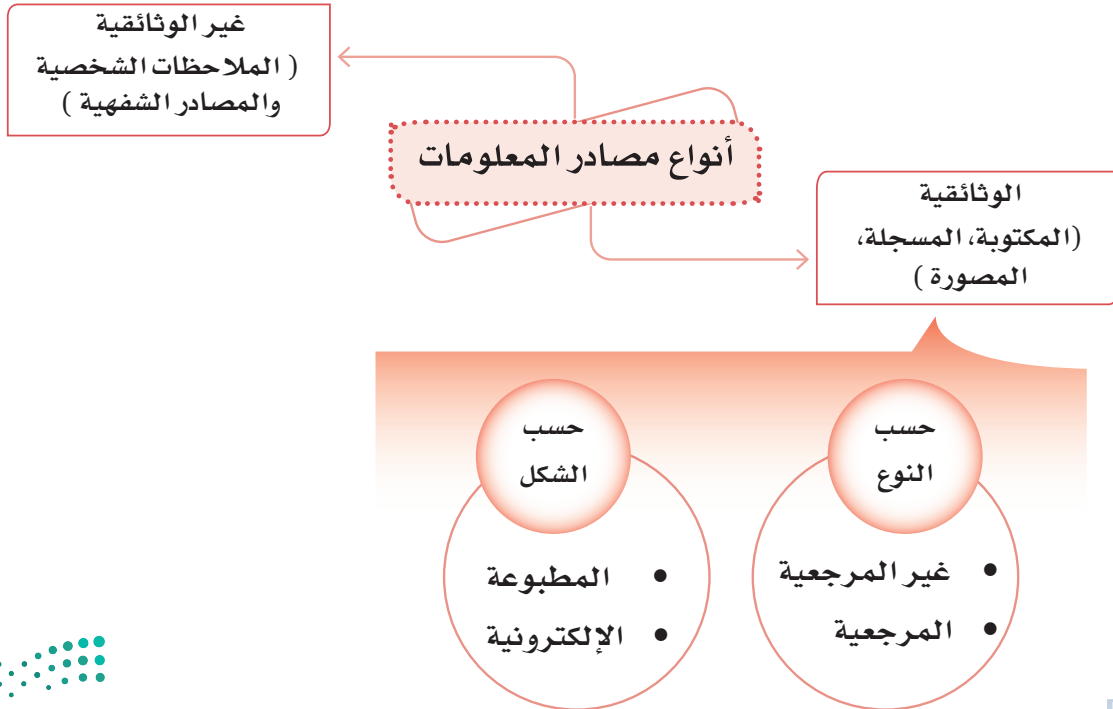 غير الوثائقية
( الملاحظات الشخصية
والمصادر الشفهية )
أنواع مصادر المعلومات
الوثائقية
(المكتوبة، المسجلة،
المصورة )
حسب
النوع
• غير المرجعية
• المرجعية
حسب
الشكل
• المطبوعة
• الإلكترونية